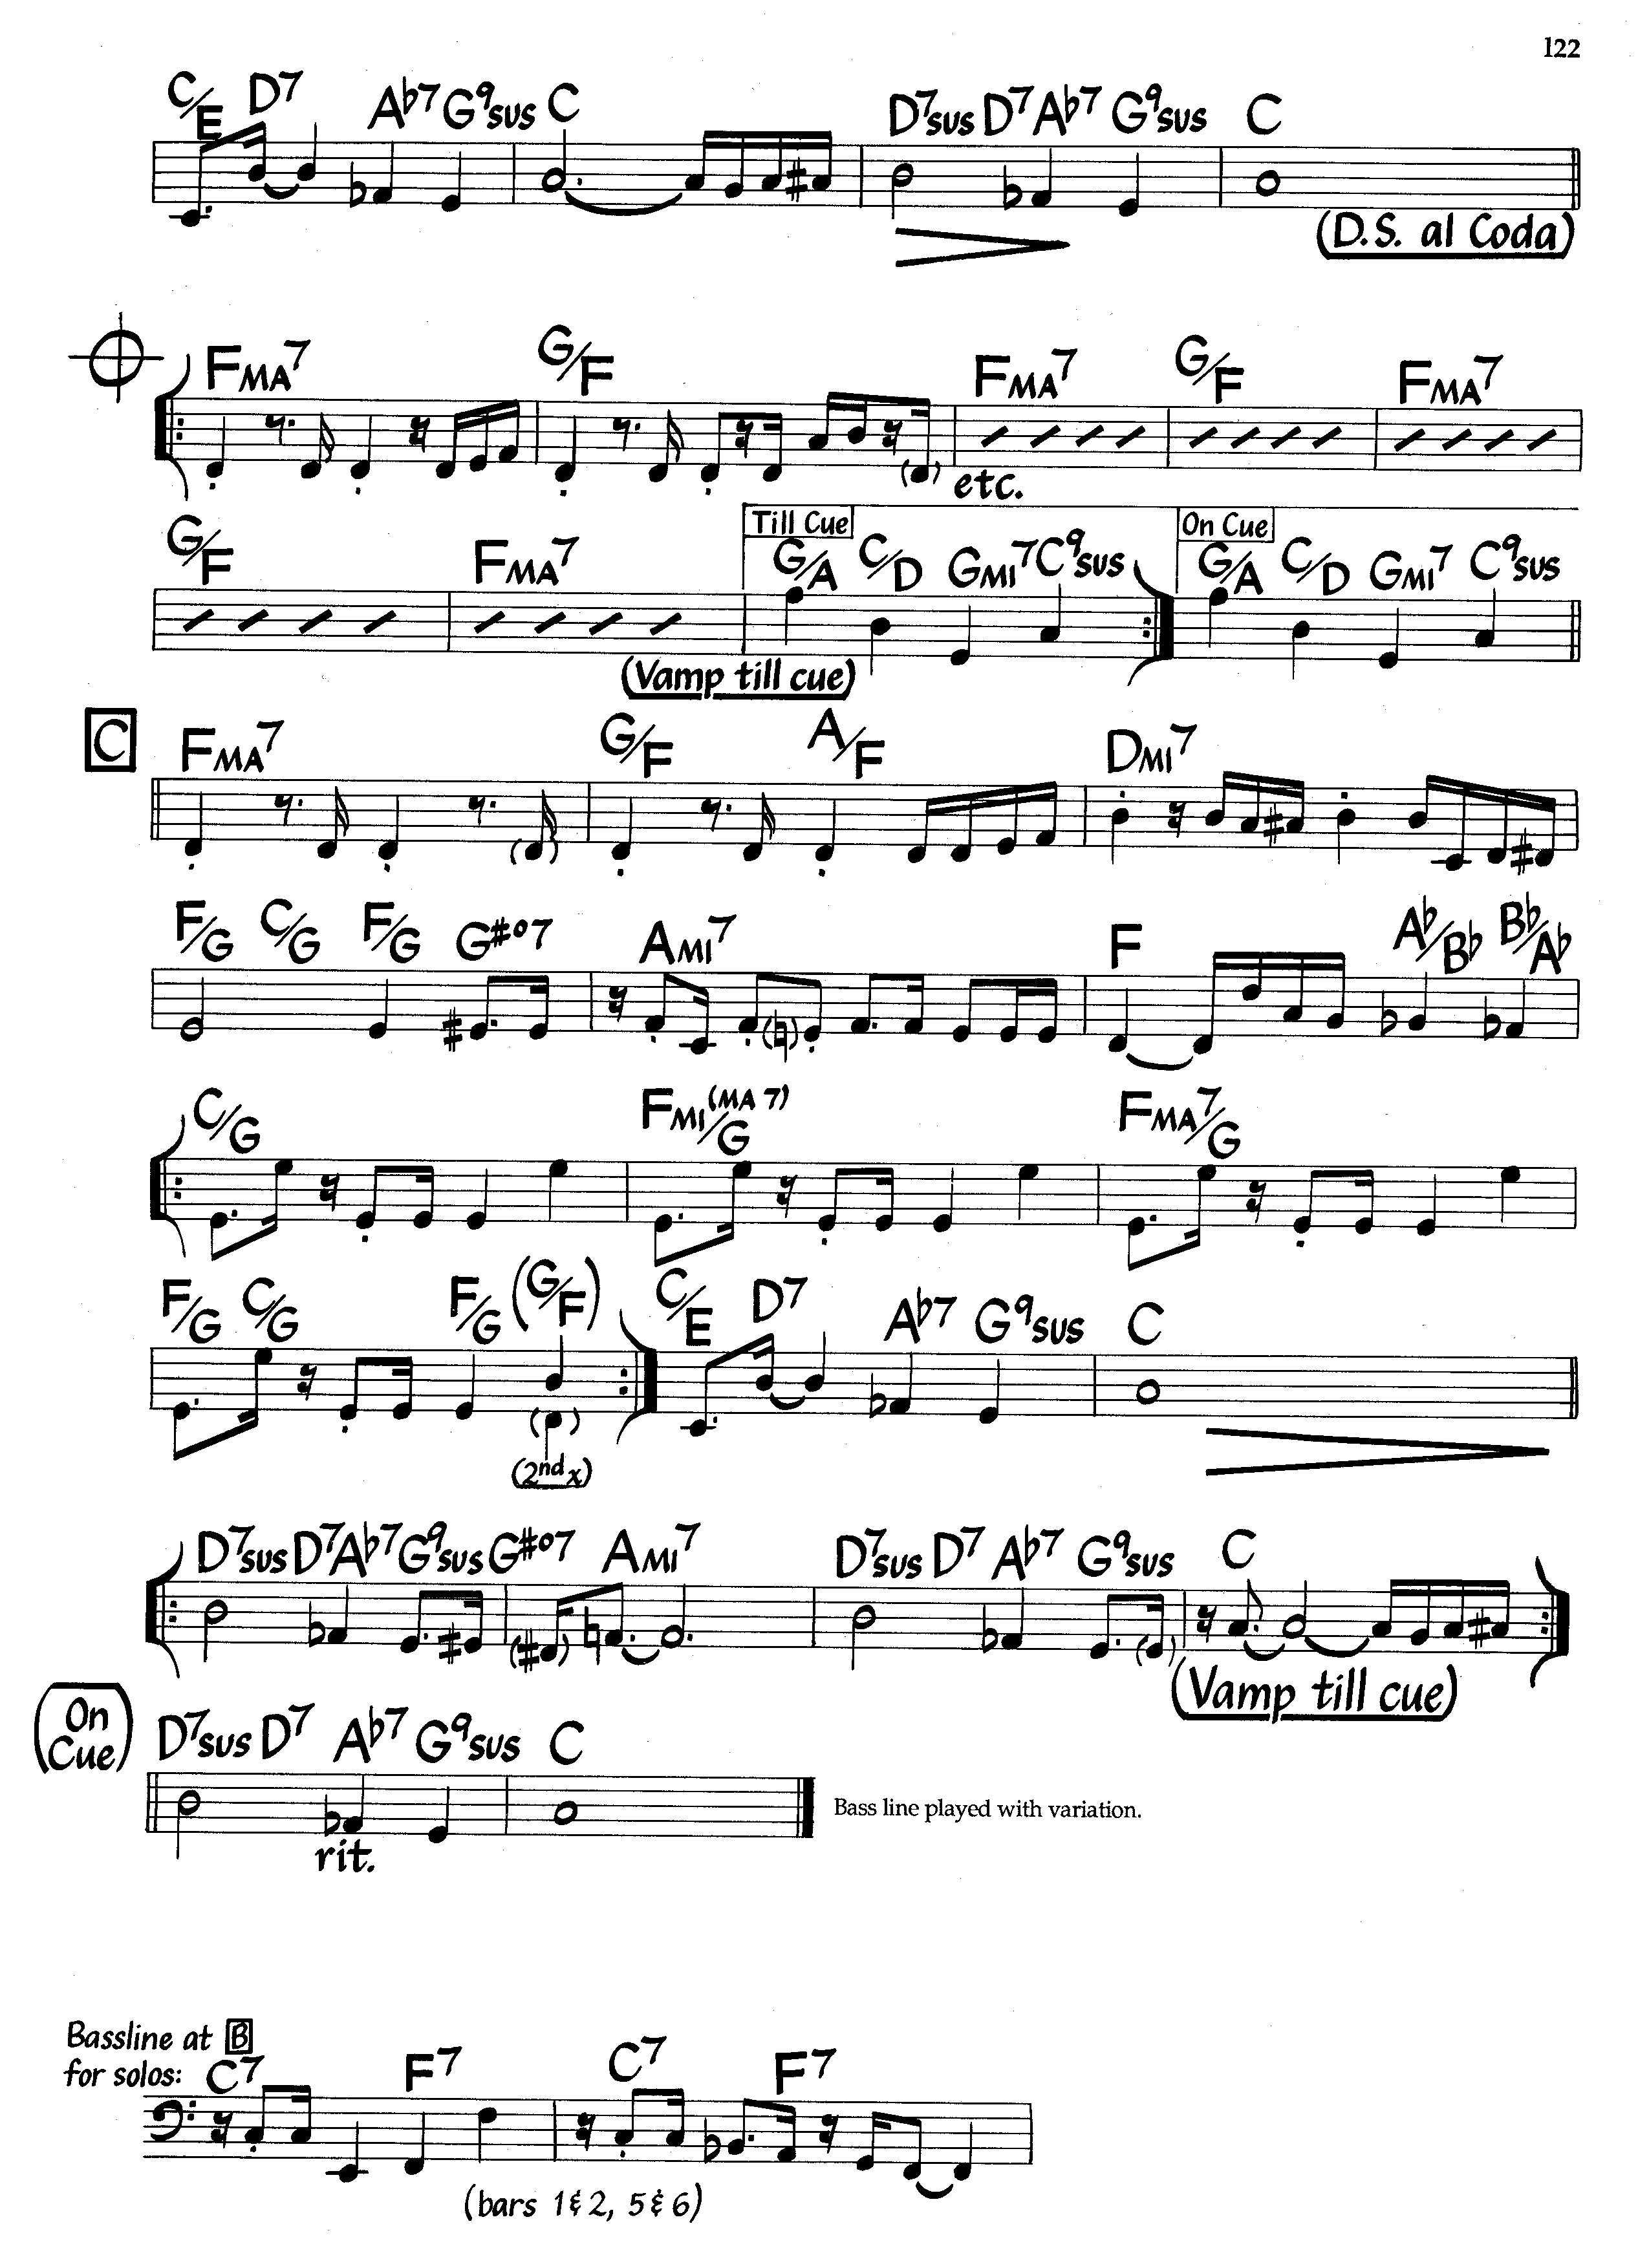 122
C/E D7 A♭7 G9sus C D7sus D7 A♭7 G9sus C
(D.S. al Coda)
FMA7 G/F FMA7 G/F FMA7
etc.
Till Cue On Cue
G/F FMA7 G/A C/D GMI7 C9sus G/A C/D GMI7 C9sus
(Vamp till cue)
C
FMA7 G/F A/F DMI7
F/G C/G F/G G#o7 AMI7 F A♭/B♭ B♭/A♭
C/G FMI(MA 7)/G FMA7/G
F/G C/G F/G (G/F) C/E D7 A♭7 G9sus C
(2nd x)
D7sus D7 A♭7 G9sus G#o7 AMI7 D7sus D7 A♭7 G9sus C
(Vamp till cue)
(On
Cue)
D7sus D7 A♭7 G9sus C
Bass line played with variation.
rit.
Bassline at B
for solos: C7 F7 C7 F7
(bars 1 & 2, 5 & 6)